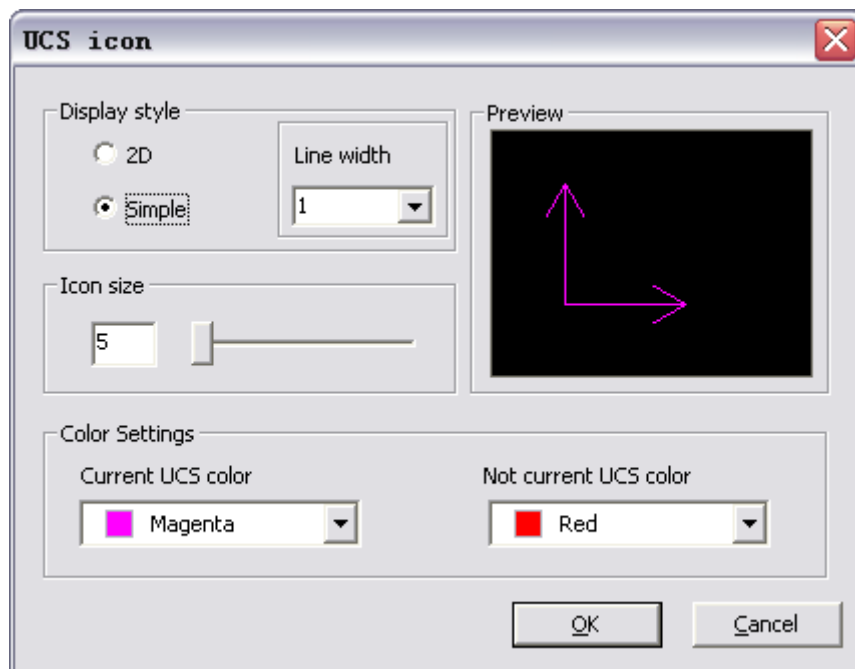 UCS icon
Display style
2D
Simple
Line width
1
Preview
Icon size
5
Color Settings
Current UCS color
Magenta
Not current UCS color
Red
OK
Cancel